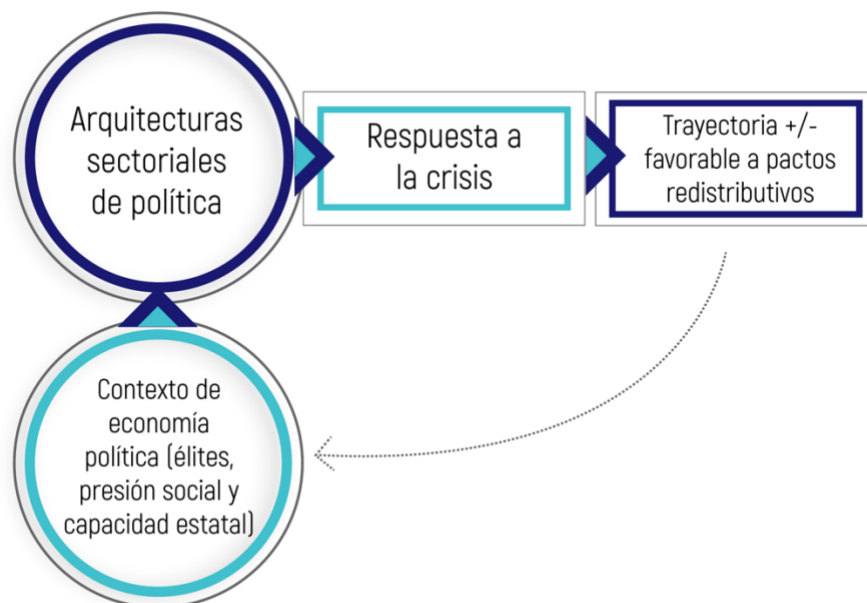 Arquitecturas
sectoriales
de política
Respuesta a
la crisis
Trayectoria +/-
favorable a pactos
redistributivos
Contexto de
economía
política (élites,
presión social y
capacidad estatal)